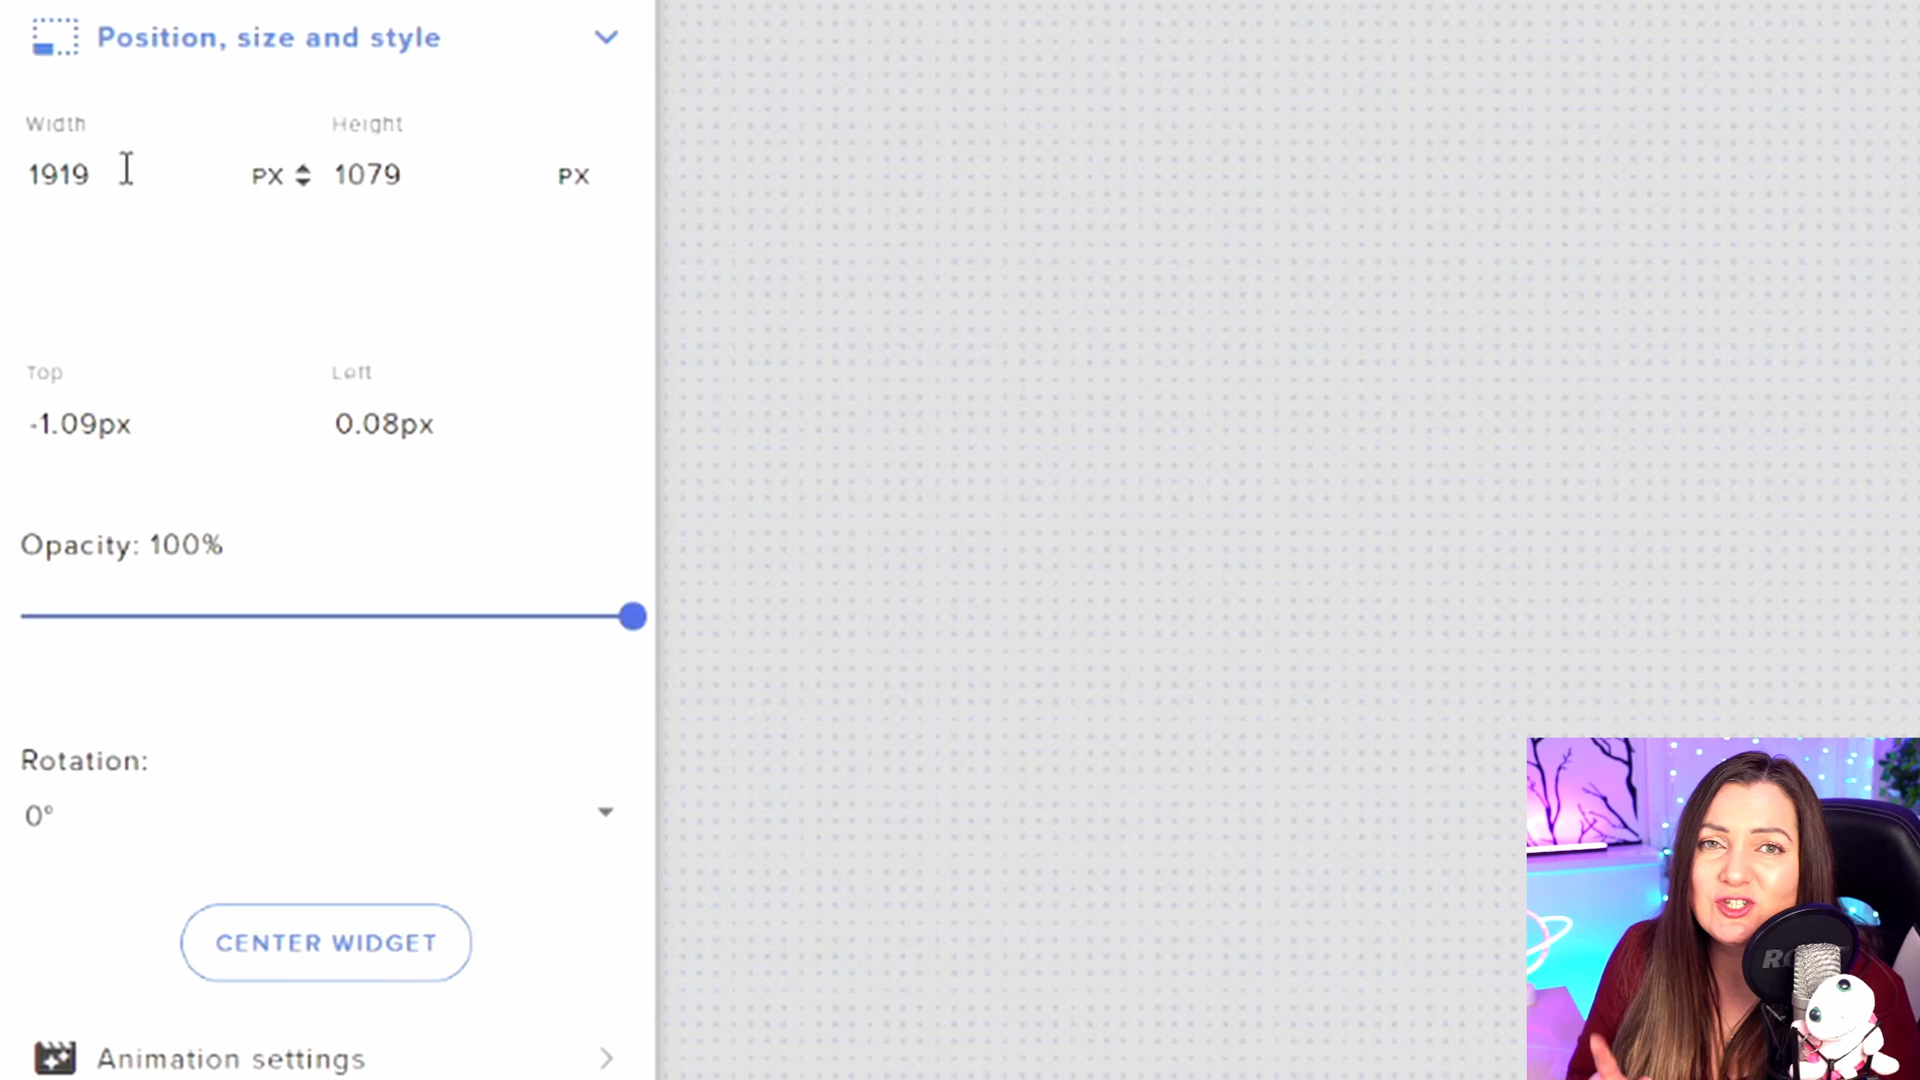 Position, size and style
Width Height
1919 PX 1079 PX
Top Left
-1.09px 0.08px
Opacity: 100%
Rotation:
0°
CENTER WIDGET
Animation settings